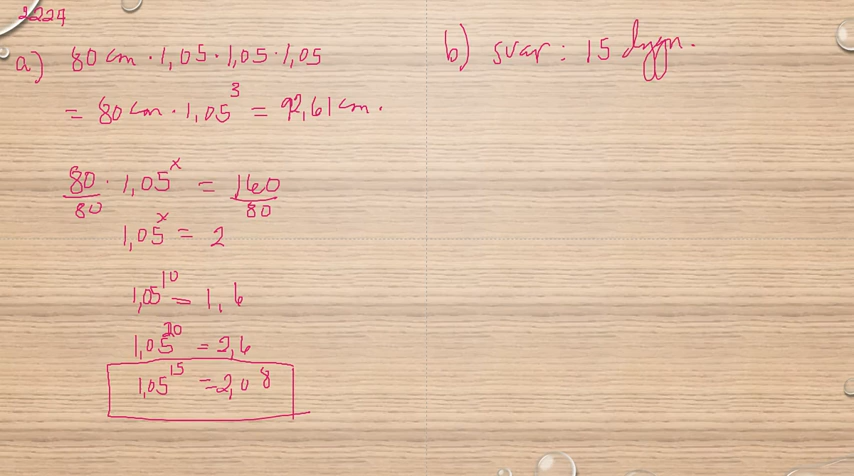 2224
a) 80 cm · 1,05 · 1,05 · 1,05
= 80 cm · 1,05³ = 92,61 cm.
80/80 · 1,05ˣ = 160/80
1,05ˣ = 2
1,05¹⁰ = 1,6
1,05²⁰ = 2,6
1,05¹⁵ = 2,08
b) svar : 15 dygn.